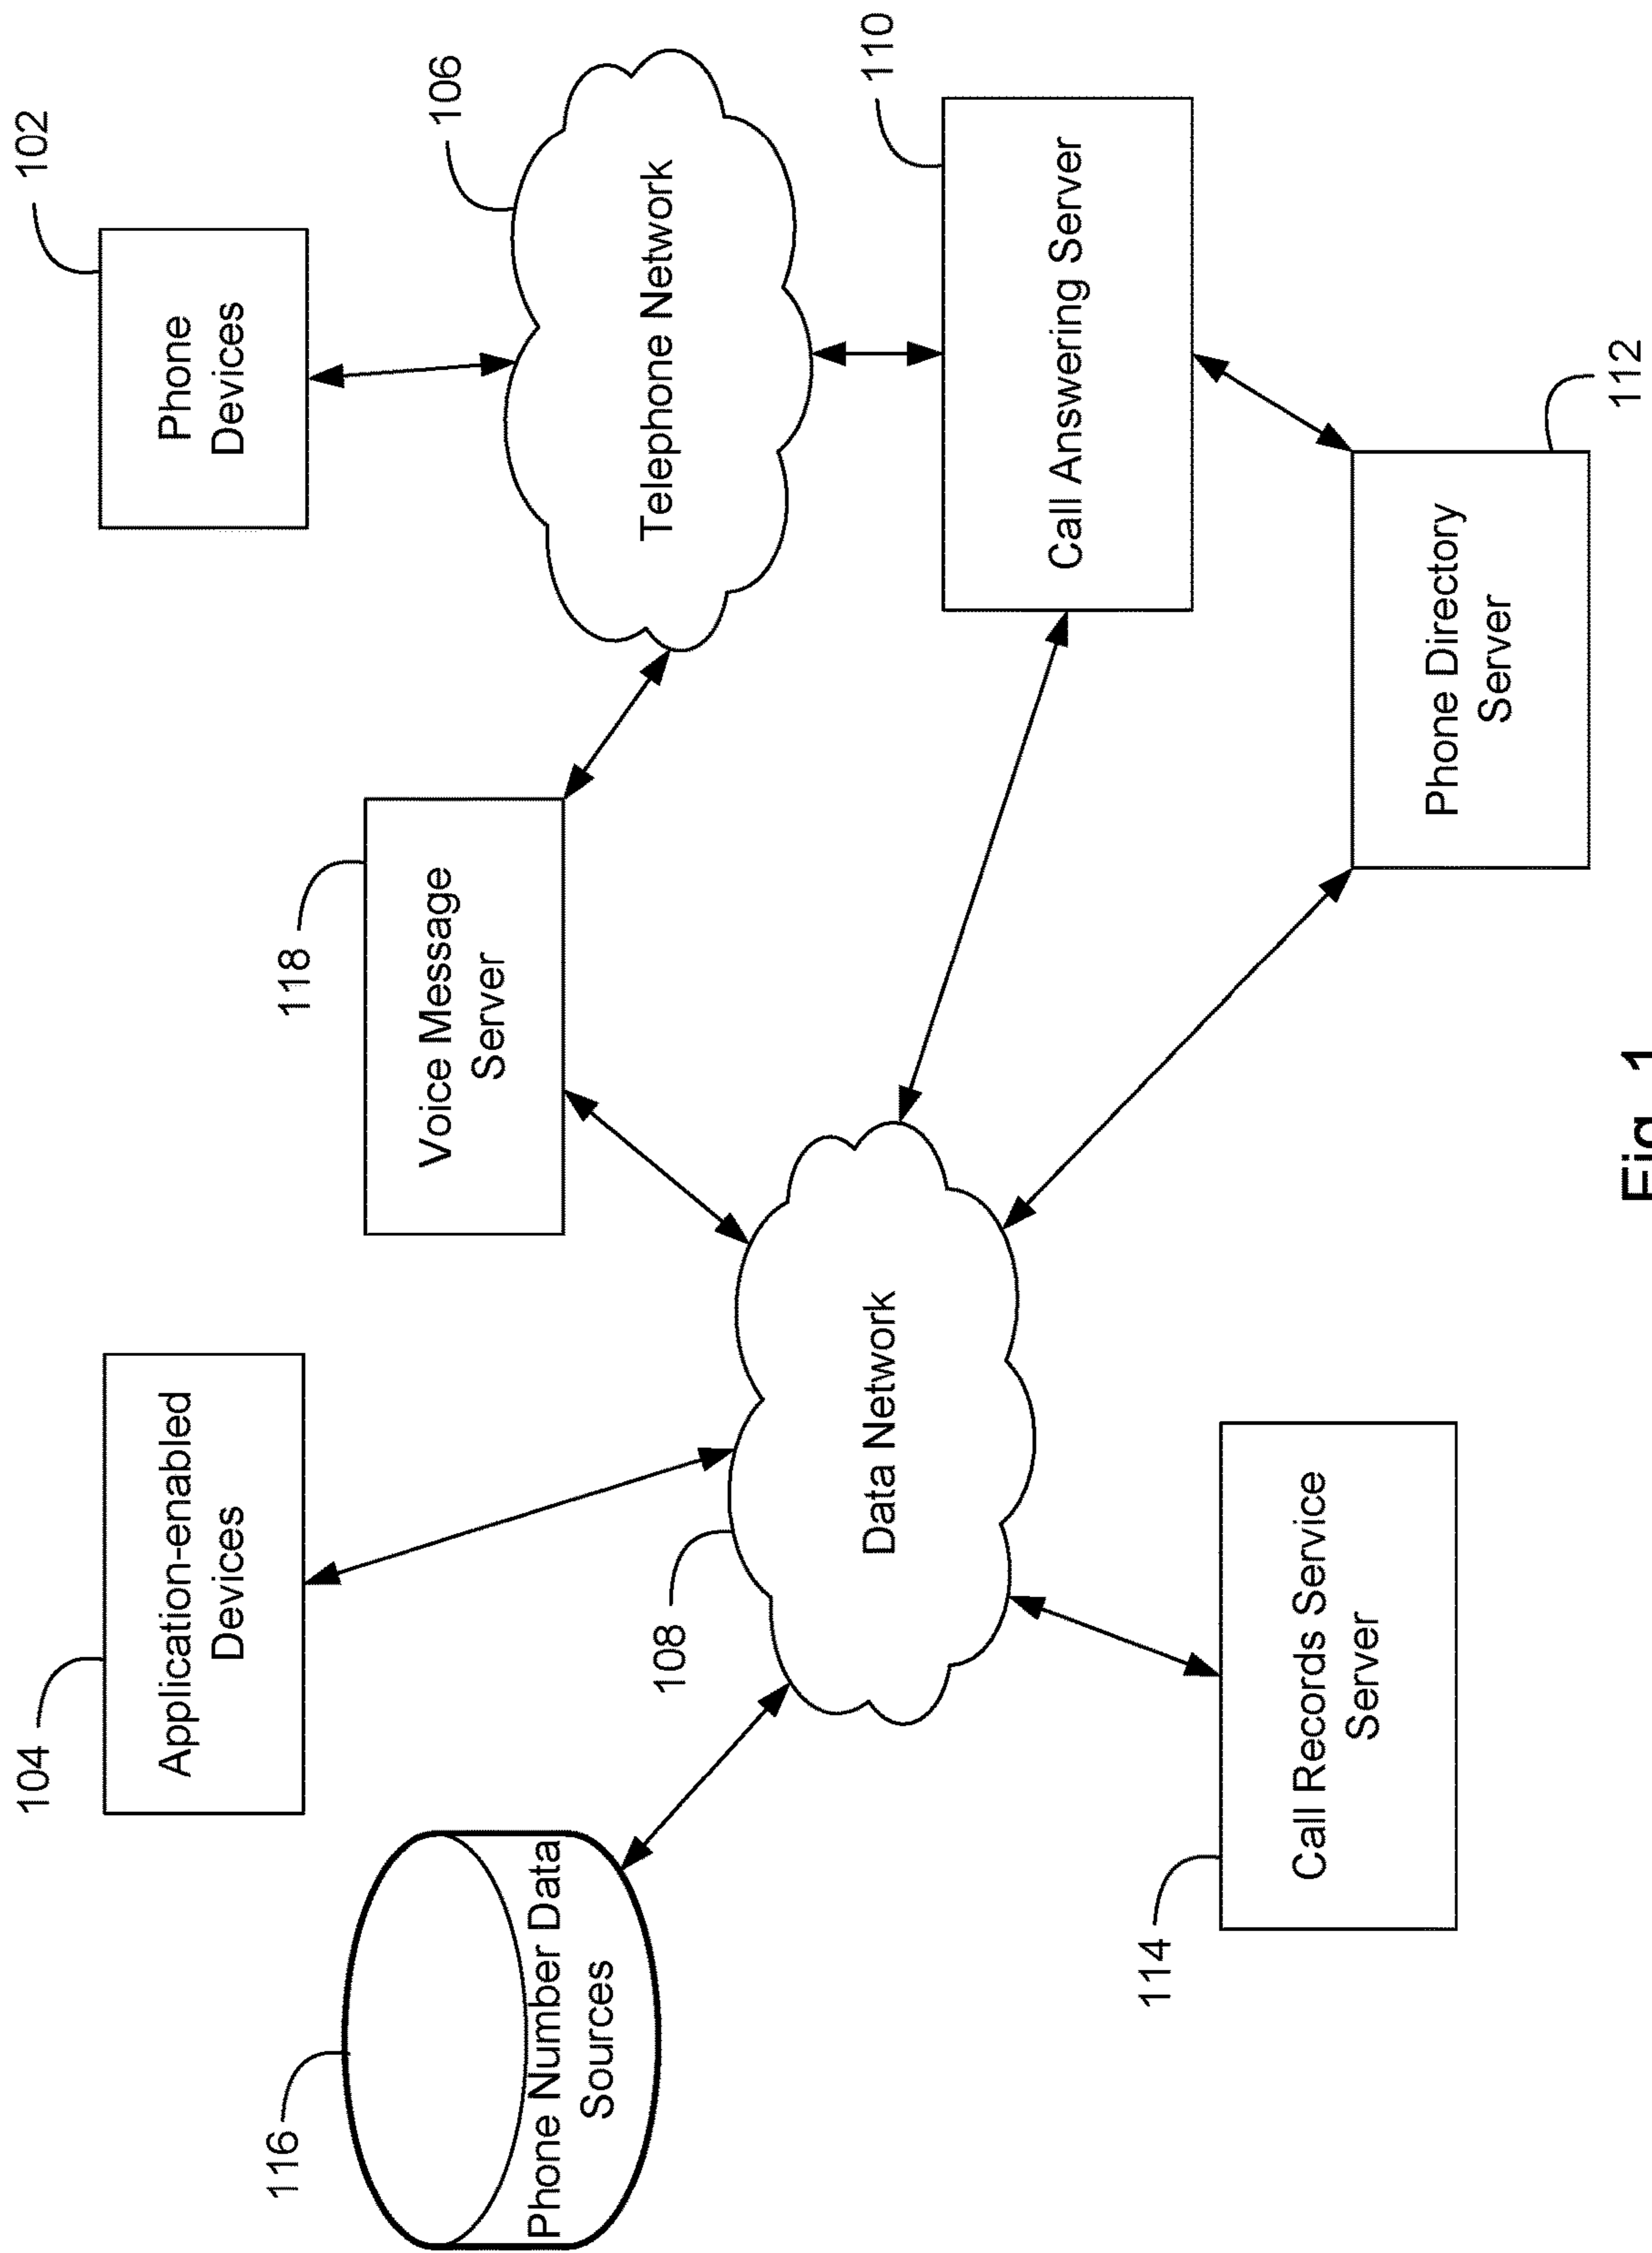 116
Phone Number Data
Sources
104
Application-enabled
Devices
102
Phone
Devices
118
Voice Message
Server
106
Telephone Network
108
Data Network
110
Call Answering Server
114
Call Records Service
Server
Phone Directory
Server
112
Fig. 1